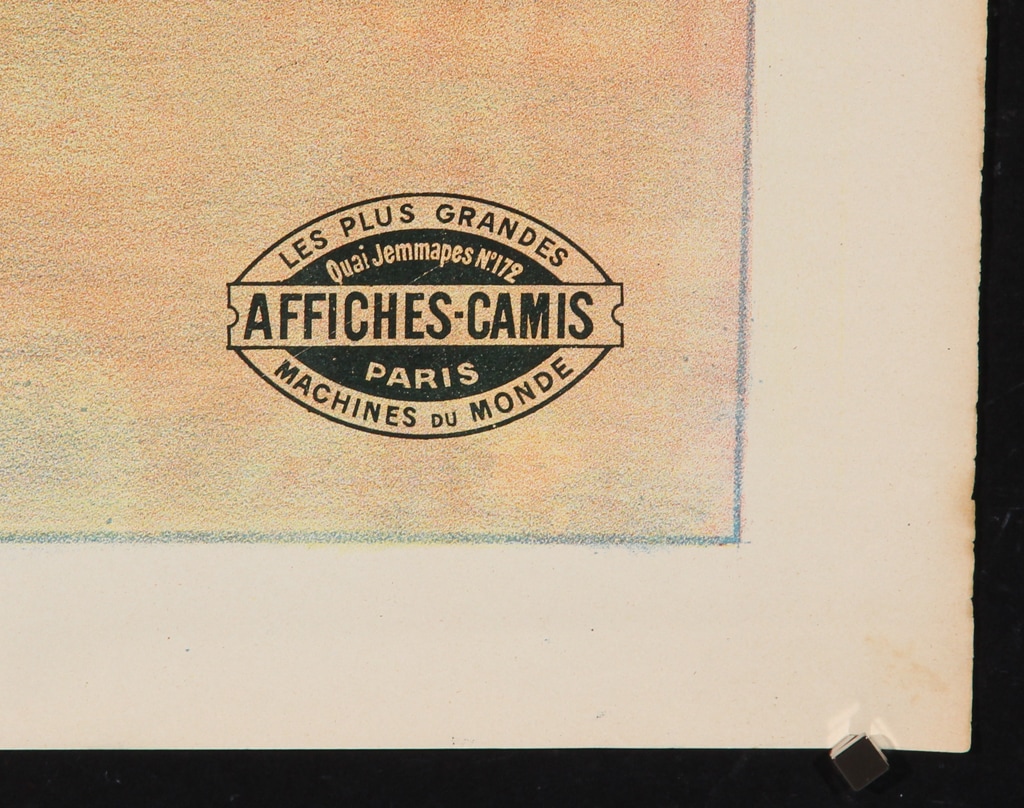 LES PLUS GRANDES
Quai Jemmapes N° 172
AFFICHES-CAMIS
PARIS
MACHINES DU MONDE